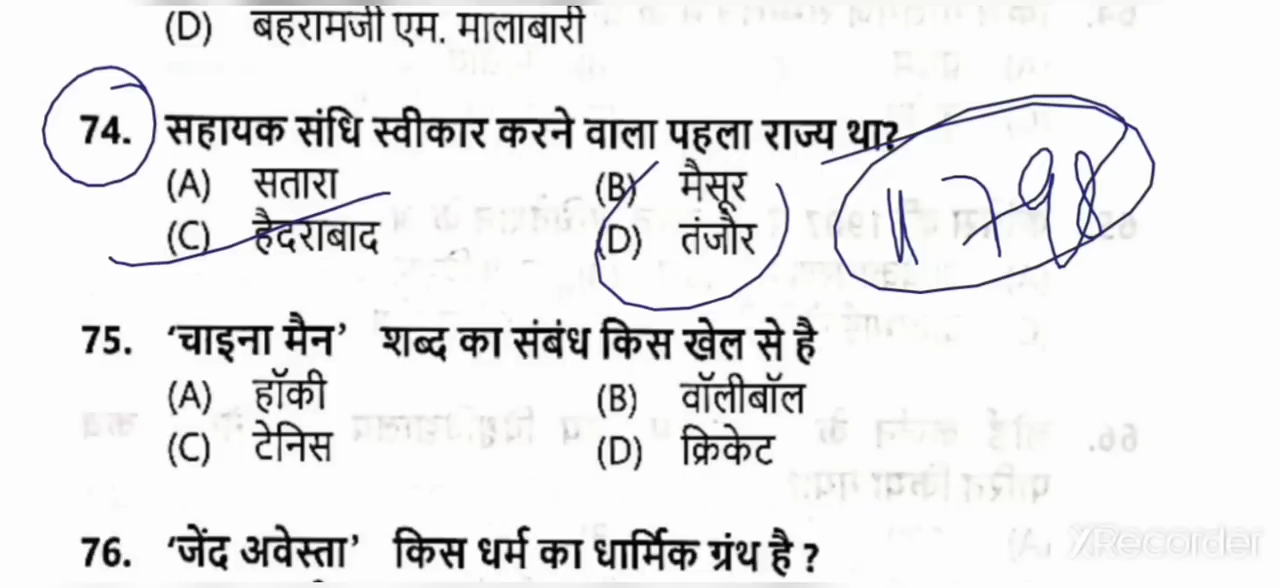 (D) बहरामजी एम. मालाबारी
74. सहायक संधि स्वीकार करने वाला पहला राज्य था?
(A) सतारा (B) मैसूर
(C) हैदराबाद (D) तंजौर
1798
75. 'चाइना मैन' शब्द का संबंध किस खेल से है
(A) हॉकी (B) वॉलीबॉल
(C) टेनिस (D) क्रिकेट
76. 'जेंद अवेस्ता' किस धर्म का धार्मिक ग्रंथ है ?
XRecorder